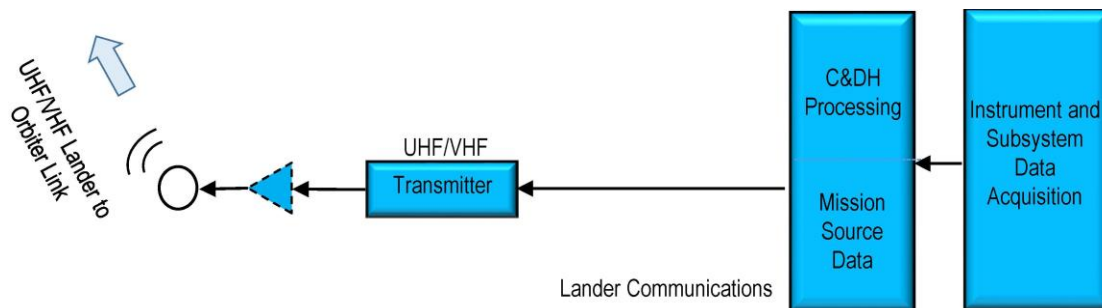 UHF/VHF Lander to
Orbiter Link
UHF/VHF
Transmitter
C&DH
Processing
Mission
Source
Data
Instrument and
Subsystem
Data
Acquisition
Lander Communications